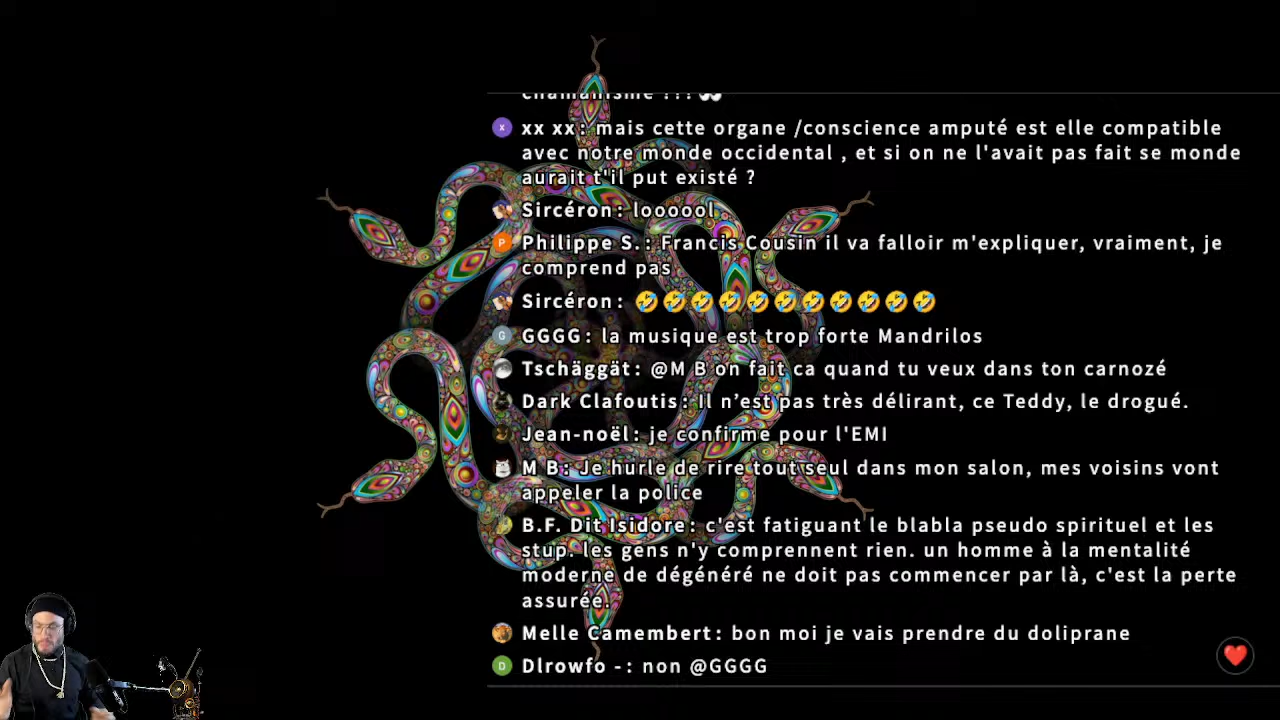 chamanisme ???👀
X xx xx: mais cette organe /conscience amputé est elle compatible
avec notre monde occidental , et si on ne l'avait pas fait se monde
aurait t'il put existé ?
Sircéron: loooool
P Philippe S.: Francis Cousin il va falloir m'expliquer, vraiment, je
comprend pas
Sircéron: 🤣🤣🤣🤣🤣🤣🤣🤣🤣🤣🤣
G GGGG: la musique est trop forte Mandrilos
Tschäggät: @M B on fait ca quand tu veux dans ton carnozé
Dark Clafoutis: Il n’est pas très délirant, ce Teddy, le drogué.
Jean-noël: je confirme pour l'EMI
M B: Je hurle de rire tout seul dans mon salon, mes voisins vont
appeler la police
B.F. Dit Isidore: c'est fatiguant le blabla pseudo spirituel et les
stup. les gens n'y comprennent rien. un homme à la mentalité
moderne de dégénéré ne doit pas commencer par là, c'est la perte
assurée.
Melle Camembert: bon moi je vais prendre du doliprane
D Dlrowfo -: non @GGGG